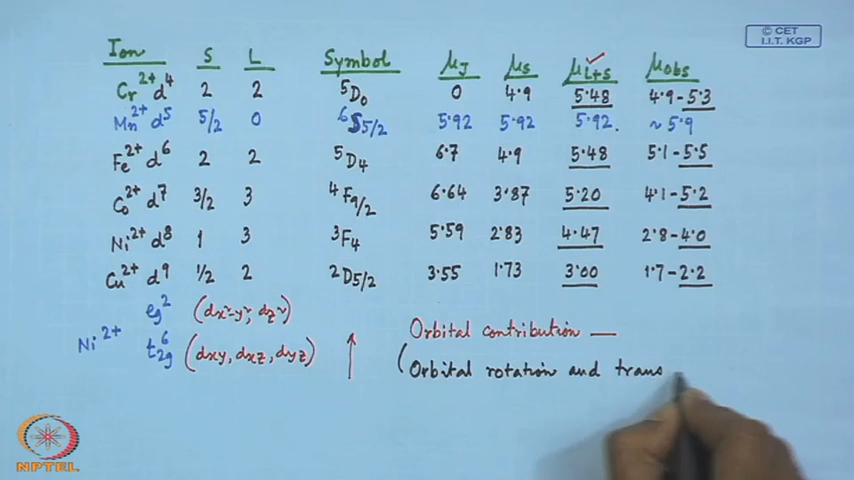 © CET
I.I.T. KGP
Ion S L Symbol μJ μS μL+S ✓ μobs
Cr²⁺ d⁴ 2 2 ⁵D₀ 0 4.9 5.48 4.9-5.3
Mn²⁺ d⁵ 5/2 0 ⁶S₅/₂ 5.92 5.92 5.92. ~5.9
Fe²⁺ d⁶ 2 2 ⁵D₄ 6.7 4.9 5.48 5.1-5.5
Co²⁺ d⁷ 3/2 3 ⁴F₉/₂ 6.64 3.87 5.20 4.1-5.2
Ni²⁺ d⁸ 1 3 ³F₄ 5.59 2.83 4.47 2.8-4.0
Cu²⁺ d⁹ 1/2 2 ²D₅/₂ 3.55 1.73 3.00 1.7-2.2
eg² (dx²-y², dz²)
Ni²⁺ t₂g⁶ (dxy, dxz, dyz)
Orbital contribution —
(Orbital rotation and trans
NPTEL